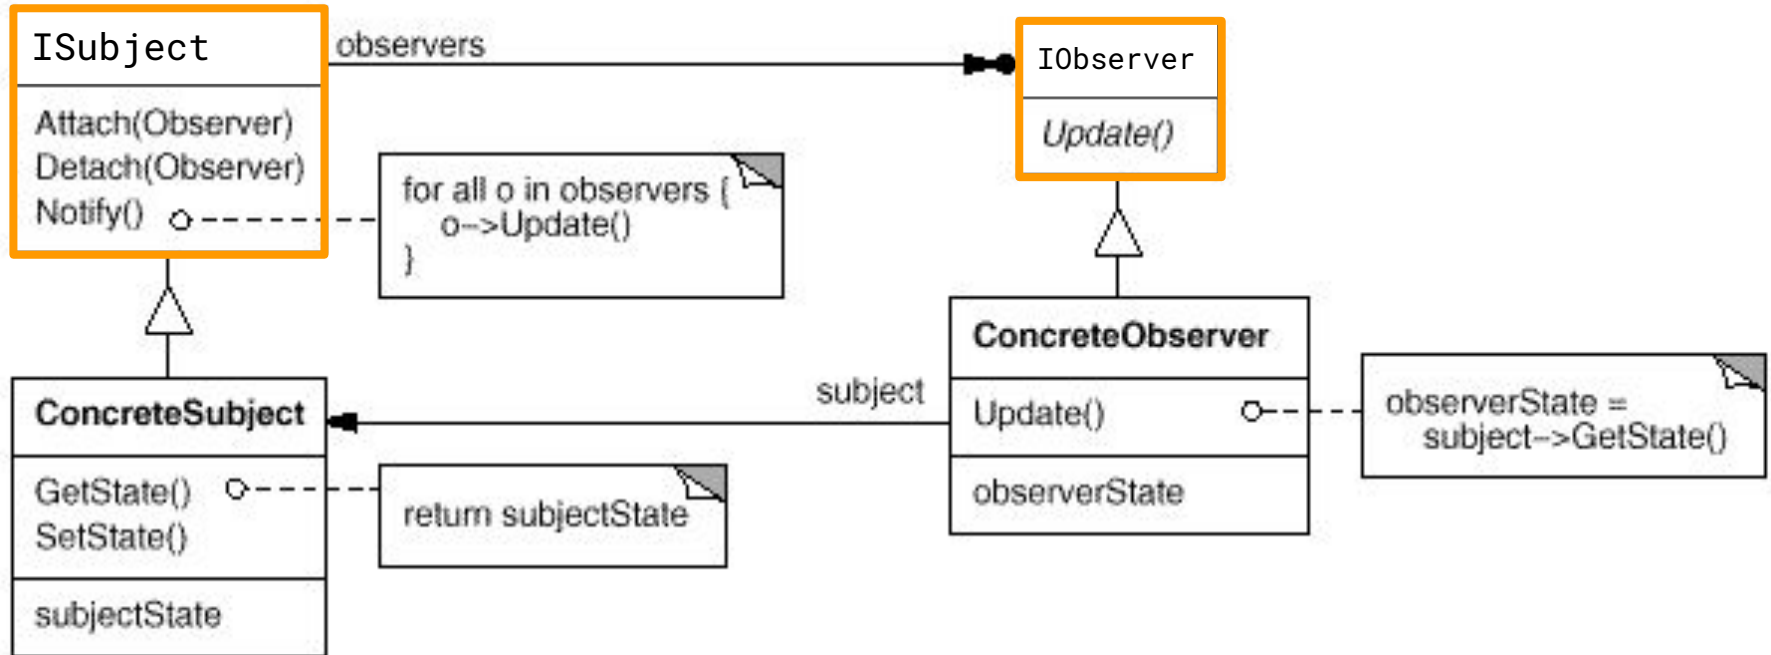 ISubject
Attach(Observer)
Detach(Observer)
Notify()
observers
for all o in observers {
o–>Update()
}
IObserver
Update()
ConcreteSubject
GetState()
SetState()
subjectState
return subjectState
subject
ConcreteObserver
Update()
observerState
observerState =
subject–>GetState()